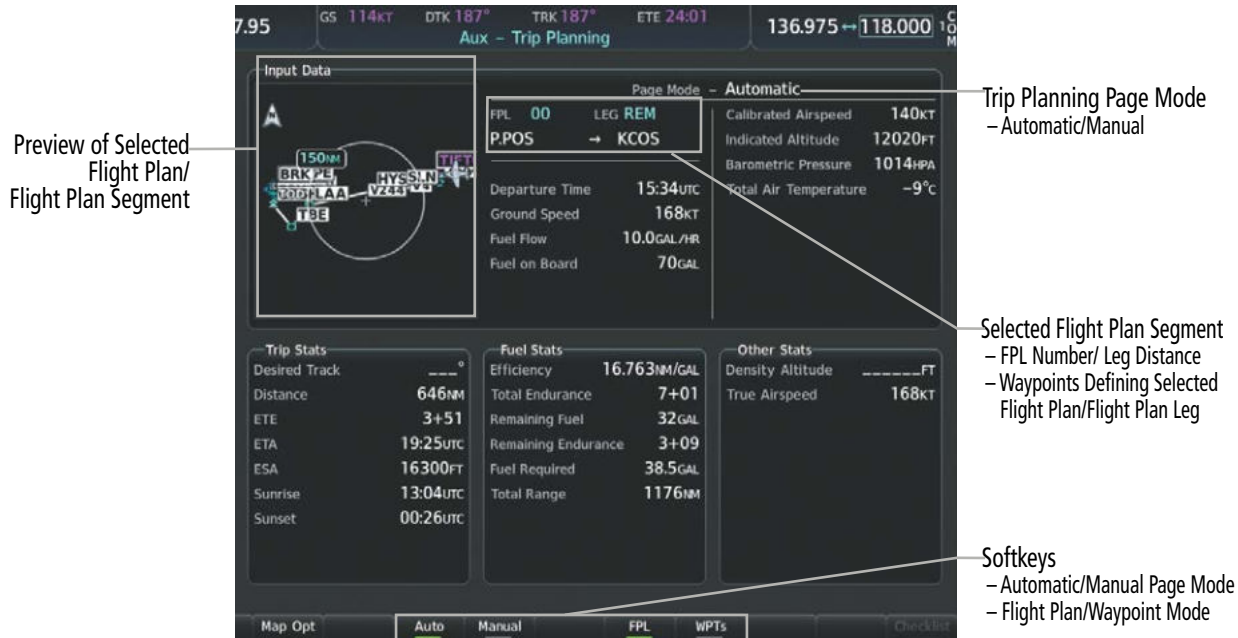 7.95
GS 114KT DTK 187° TRK 187° ETE 24:01
Aux – Trip Planning
136.975 ↔ 118.000
COM
1
Input Data
Page Mode – Automatic
150NM
BRK
HYS
SLN
LAA
V244
V4
TBE
FPL 00 LEG REM
P.POS → KCOS
Departure Time 15:34UTC
Ground Speed 168KT
Fuel Flow 10.0GAL/HR
Fuel on Board 70GAL
Calibrated Airspeed 140KT
Indicated Altitude 12020FT
Barometric Pressure 1014HPA
Total Air Temperature -9°C
Trip Stats
Desired Track ___°
Distance 646NM
ETE 3+51
ETA 19:25UTC
ESA 16300FT
Sunrise 13:04UTC
Sunset 00:26UTC
Fuel Stats
Efficiency 16.763NM/GAL
Total Endurance 7+01
Remaining Fuel 32GAL
Remaining Endurance 3+09
Fuel Required 38.5GAL
Total Range 1176NM
Other Stats
Density Altitude ______FT
True Airspeed 168KT
Map Opt Auto Manual FPL WPTs Checklist
Preview of Selected
Flight Plan/
Flight Plan Segment
Trip Planning Page Mode
– Automatic/Manual
Selected Flight Plan Segment
– FPL Number/ Leg Distance
– Waypoints Defining Selected
Flight Plan/Flight Plan Leg
Softkeys
– Automatic/Manual Page Mode
– Flight Plan/Waypoint Mode